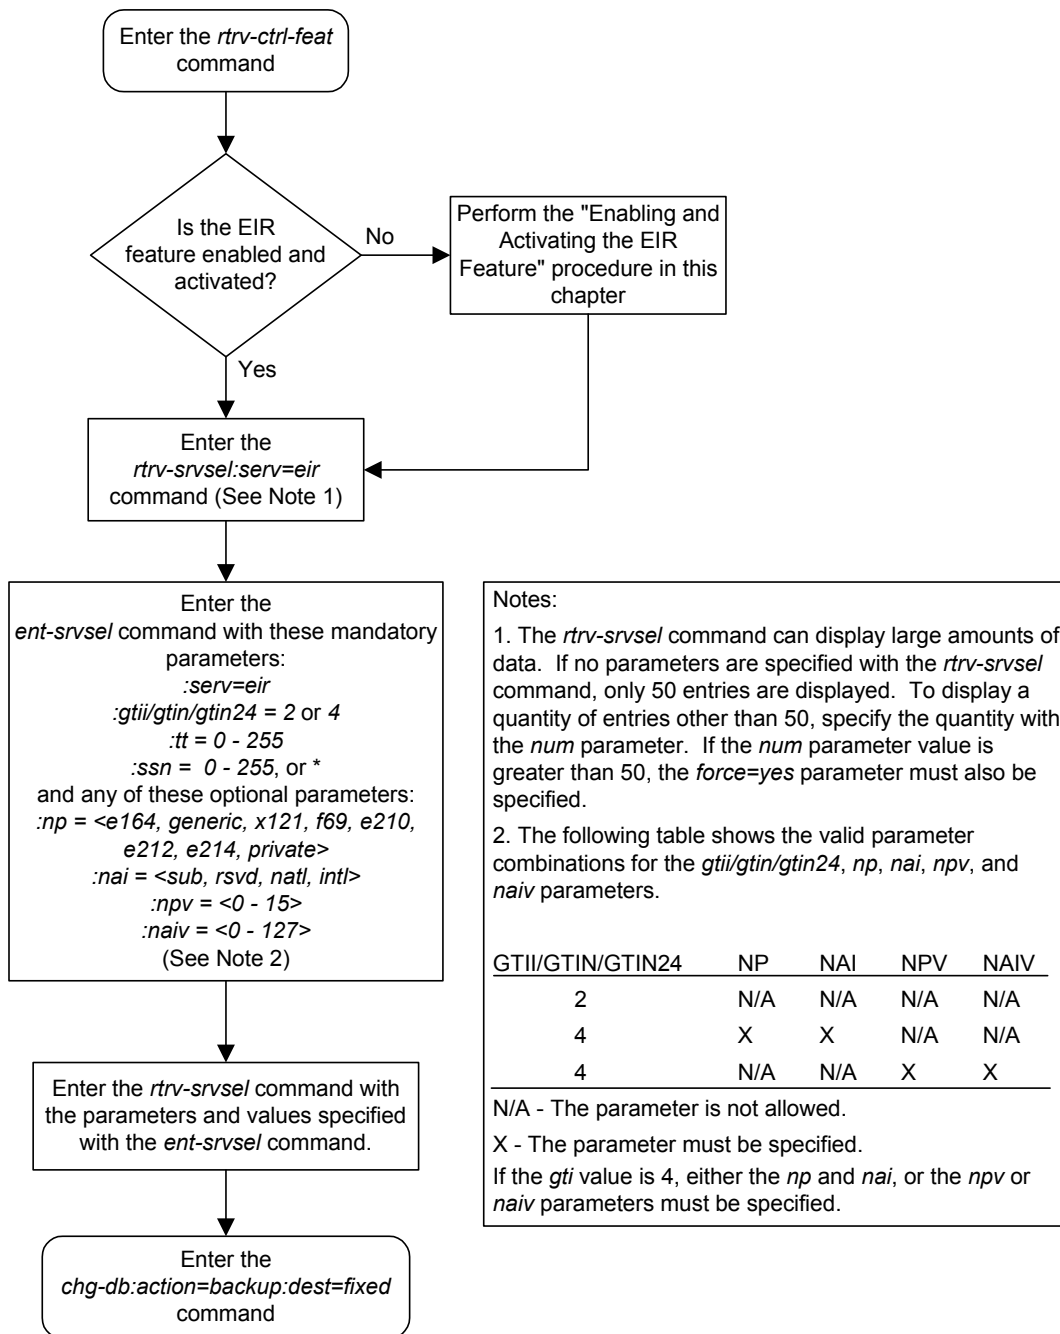 Enter the rtrv-ctrl-feat
command
Is the EIR
feature enabled and
activated?
No
Perform the "Enabling and
Activating the EIR
Feature" procedure in this
chapter
Yes
Enter the
rtrv-srvsel:serv=eir
command (See Note 1)
Enter the
ent-srvsel command with these mandatory
parameters:
:serv=eir
:gtii/gtin/gtin24 = 2 or 4
:tt = 0 - 255
:ssn = 0 - 255, or *
and any of these optional parameters:
:np = <e164, generic, x121, f69, e210,
e212, e214, private>
:nai = <sub, rsvd, natl, intl>
:npv = <0 - 15>
:naiv = <0 - 127>
(See Note 2)
Enter the rtrv-srvsel command with
the parameters and values specified
with the ent-srvsel command.
Enter the
chg-db:action=backup:dest=fixed
command
Notes:
1. The rtrv-srvsel command can display large amounts of
data. If no parameters are specified with the rtrv-srvsel
command, only 50 entries are displayed. To display a
quantity of entries other than 50, specify the quantity with
the num parameter. If the num parameter value is
greater than 50, the force=yes parameter must also be
specified.
2. The following table shows the valid parameter
combinations for the gtii/gtin/gtin24, np, nai, npv, and
naiv parameters.
GTII/GTIN/GTIN24 NP NAI NPV NAIV
2 N/A N/A N/A N/A
4 X X N/A N/A
4 N/A N/A X X
N/A - The parameter is not allowed.
X - The parameter must be specified.
If the gti value is 4, either the np and nai, or the npv or
naiv parameters must be specified.